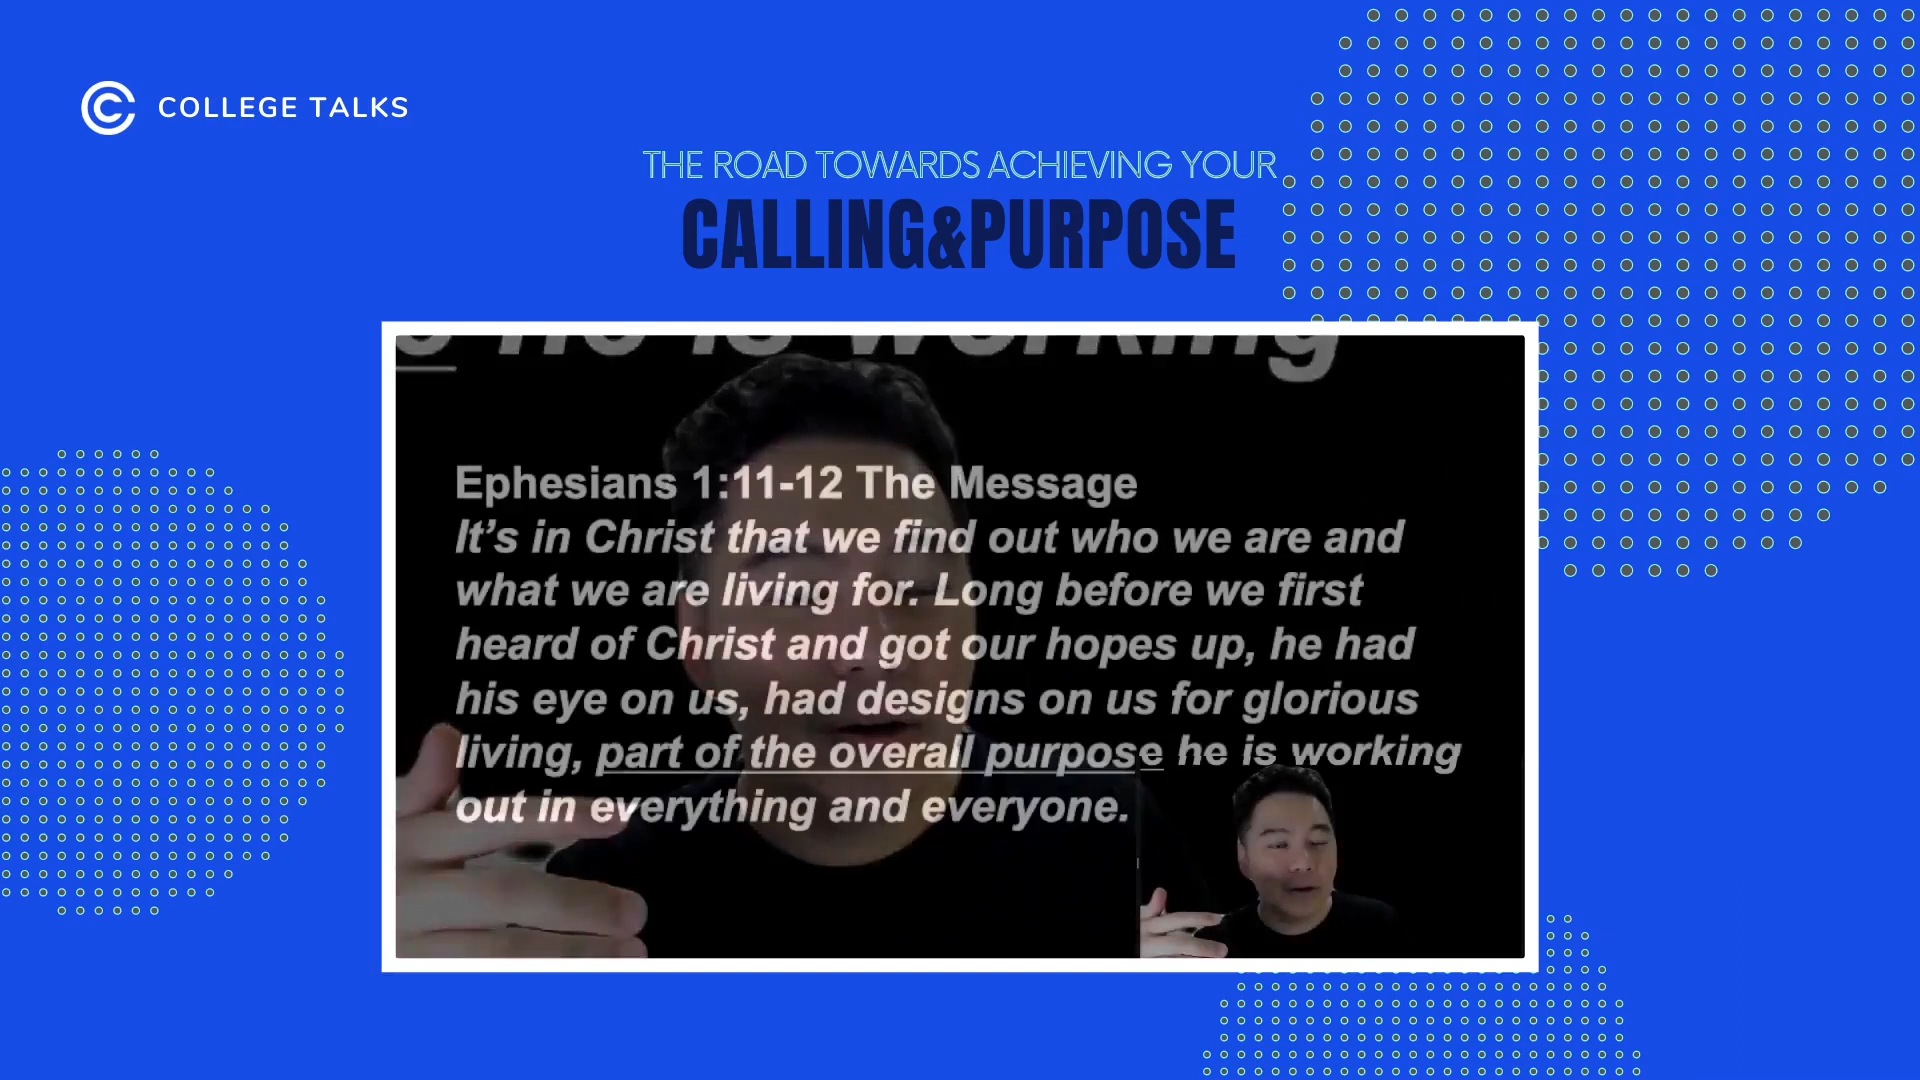 COLLEGE TALKS
THE ROAD TOWARDS ACHIEVING YOUR
CALLING&PURPOSE
he is working
Ephesians 1:11-12 The Message
It’s in Christ that we find out who we are and
what we are living for. Long before we first
heard of Christ and got our hopes up, he had
his eye on us, had designs on us for glorious
living, part of the overall purpose he is working
out in everything and everyone.